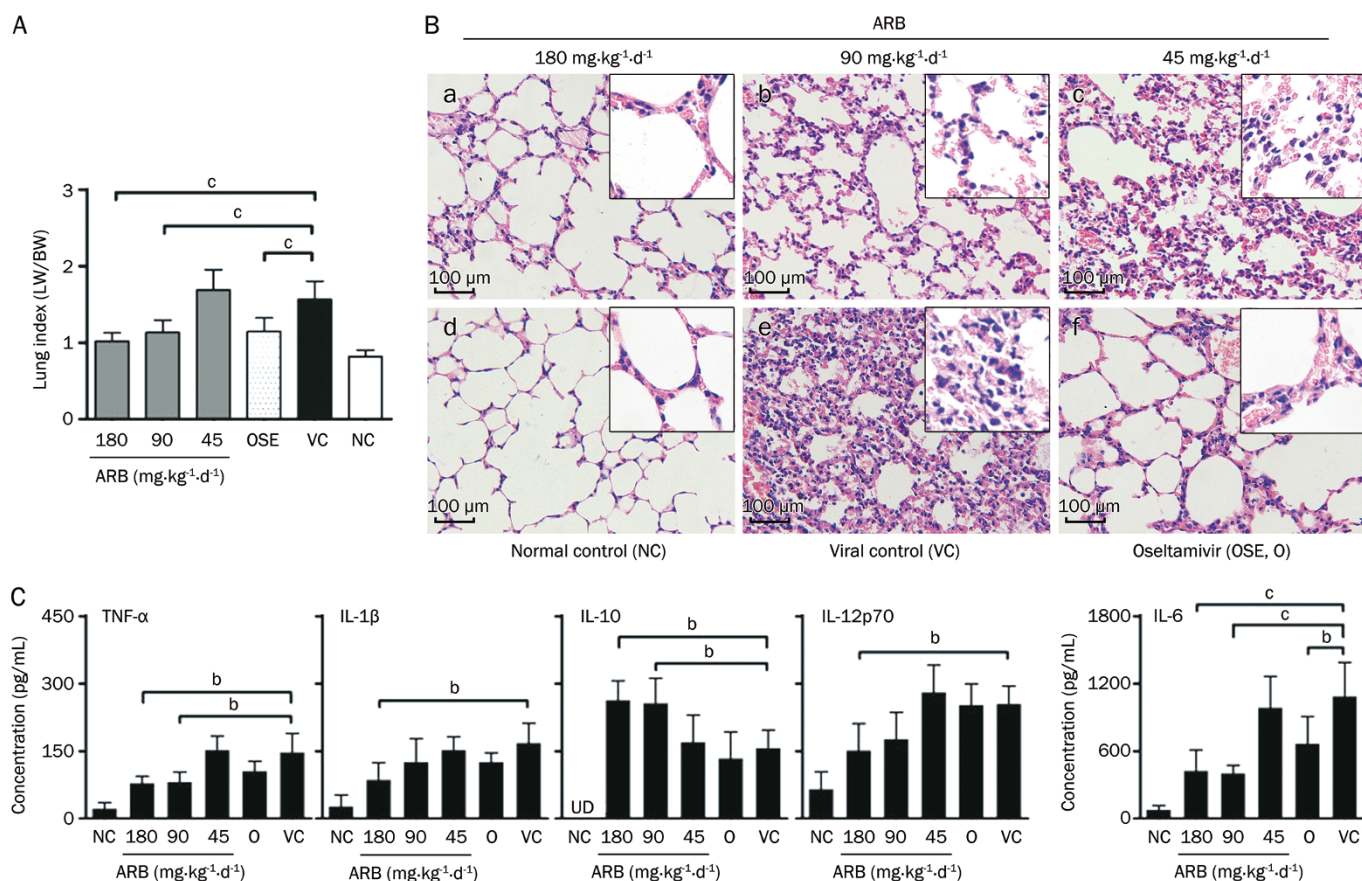 A
Lung index (LW/BW)
3
2
1
0
c
c
c
180 90 45 OSE VC NC
ARB (mg·kg⁻¹·d⁻¹)
B
ARB
180 mg·kg⁻¹·d⁻¹ 90 mg·kg⁻¹·d⁻¹ 45 mg·kg⁻¹·d⁻¹
a b c
100 µm 100 µm 100 µm
d e f
100 µm 100 µm 100 µm
Normal control (NC) Viral control (VC) Oseltamivir (OSE, O)
C
Concentration (pg/mL)
450
300
150
0
TNF-α
b
b
NC 180 90 45 O VC
ARB (mg·kg⁻¹·d⁻¹)
IL-1β
b
NC 180 90 45 O VC
ARB (mg·kg⁻¹·d⁻¹)
IL-10
b
b
UD
NC 180 90 45 O VC
ARB (mg·kg⁻¹·d⁻¹)
IL-12p70
b
NC 180 90 45 O VC
ARB (mg·kg⁻¹·d⁻¹)
Concentration (pg/mL)
1800
1200
600
0
IL-6
c
c
b
NC 180 90 45 O VC
ARB (mg·kg⁻¹·d⁻¹)